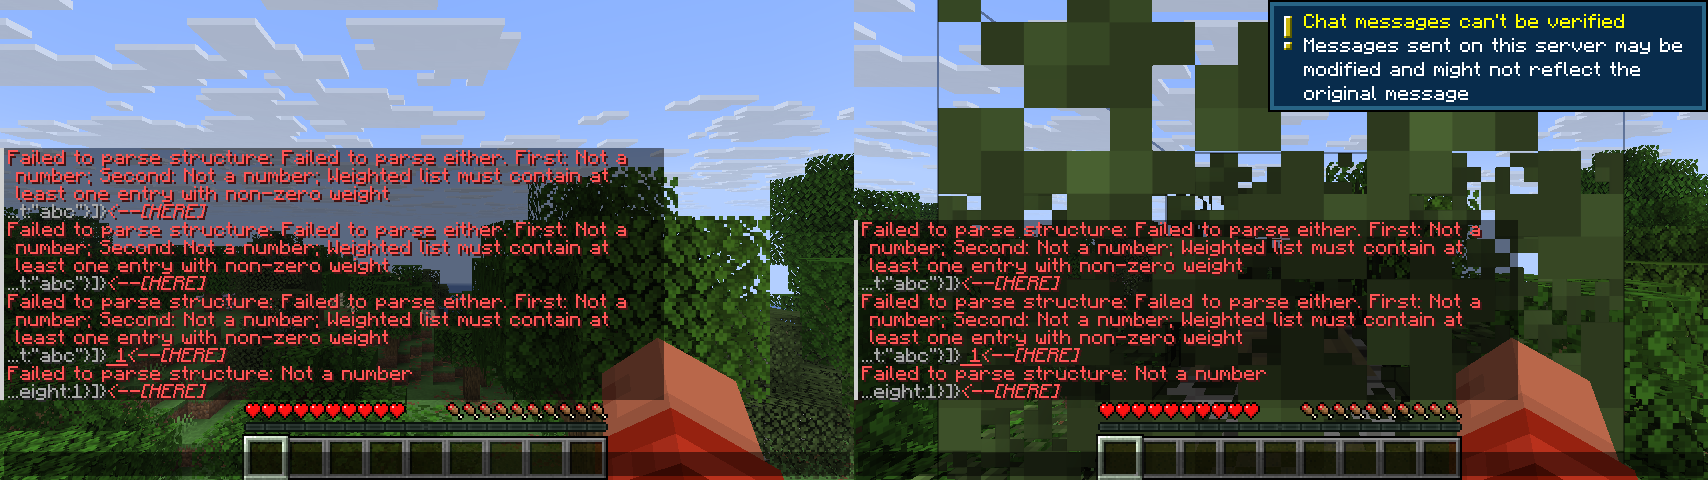 Failed to parse structure: Failed to parse either. First: Not a
number; Second: Not a number; Weighted list must contain at
least one entry with non-zero weight
...t:"abc"}]}<--[HERE]
Failed to parse structure: Failed to parse either. First: Not a
number; Second: Not a number; Weighted list must contain at
least one entry with non-zero weight
...t:"abc"}]}<--[HERE]
Failed to parse structure: Failed to parse either. First: Not a
number; Second: Not a number; Weighted list must contain at
least one entry with non-zero weight
...t:"abc"}]} 1<--[HERE]
Failed to parse structure: Not a number
...eight:1}]}<--[HERE]
Chat messages can't be verified
Messages sent on this server may be
modified and might not reflect the
original message
Failed to parse structure: Failed to parse either. First: Not a
number; Second: Not a number; Weighted list must contain at
least one entry with non-zero weight
...t:"abc"}]}<--[HERE]
Failed to parse structure: Failed to parse either. First: Not a
number; Second: Not a number; Weighted list must contain at
least one entry with non-zero weight
...t:"abc"}]} 1<--[HERE]
Failed to parse structure: Not a number
...eight:1}]}<--[HERE]